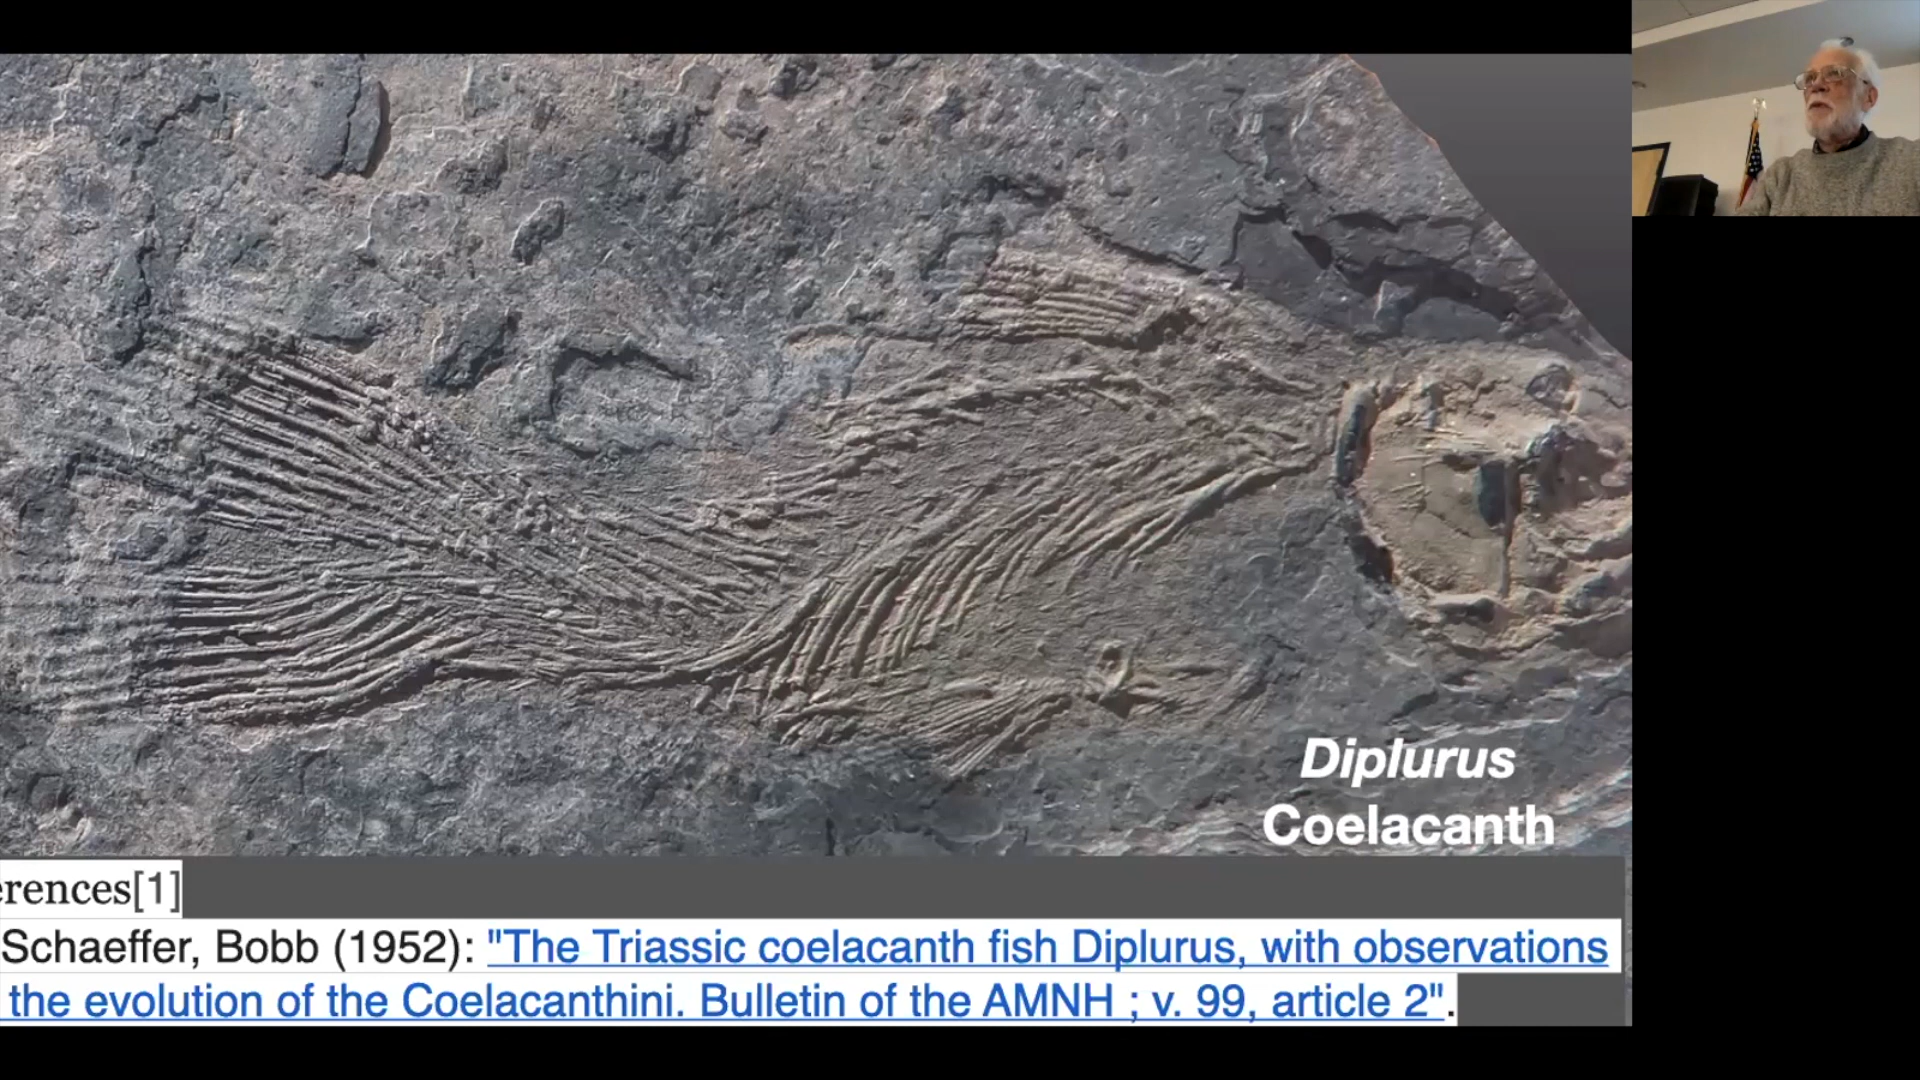 Diplurus
Coelacanth
erences[1]
Schaeffer, Bobb (1952): "The Triassic coelacanth fish Diplurus, with observations
the evolution of the Coelacanthini. Bulletin of the AMNH ; v. 99, article 2".